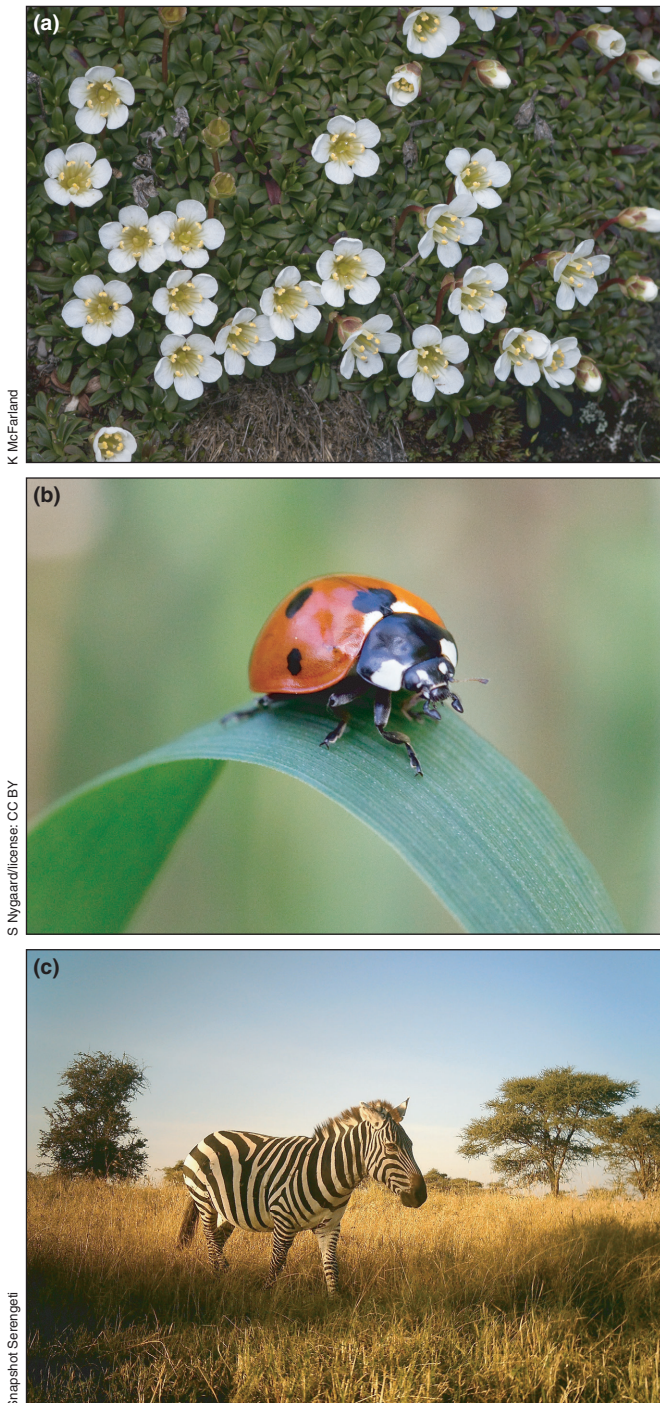 (a)
K McFarland
(b)
S Nygaard/license: CC BY
(c)
Snapshot Serengeti